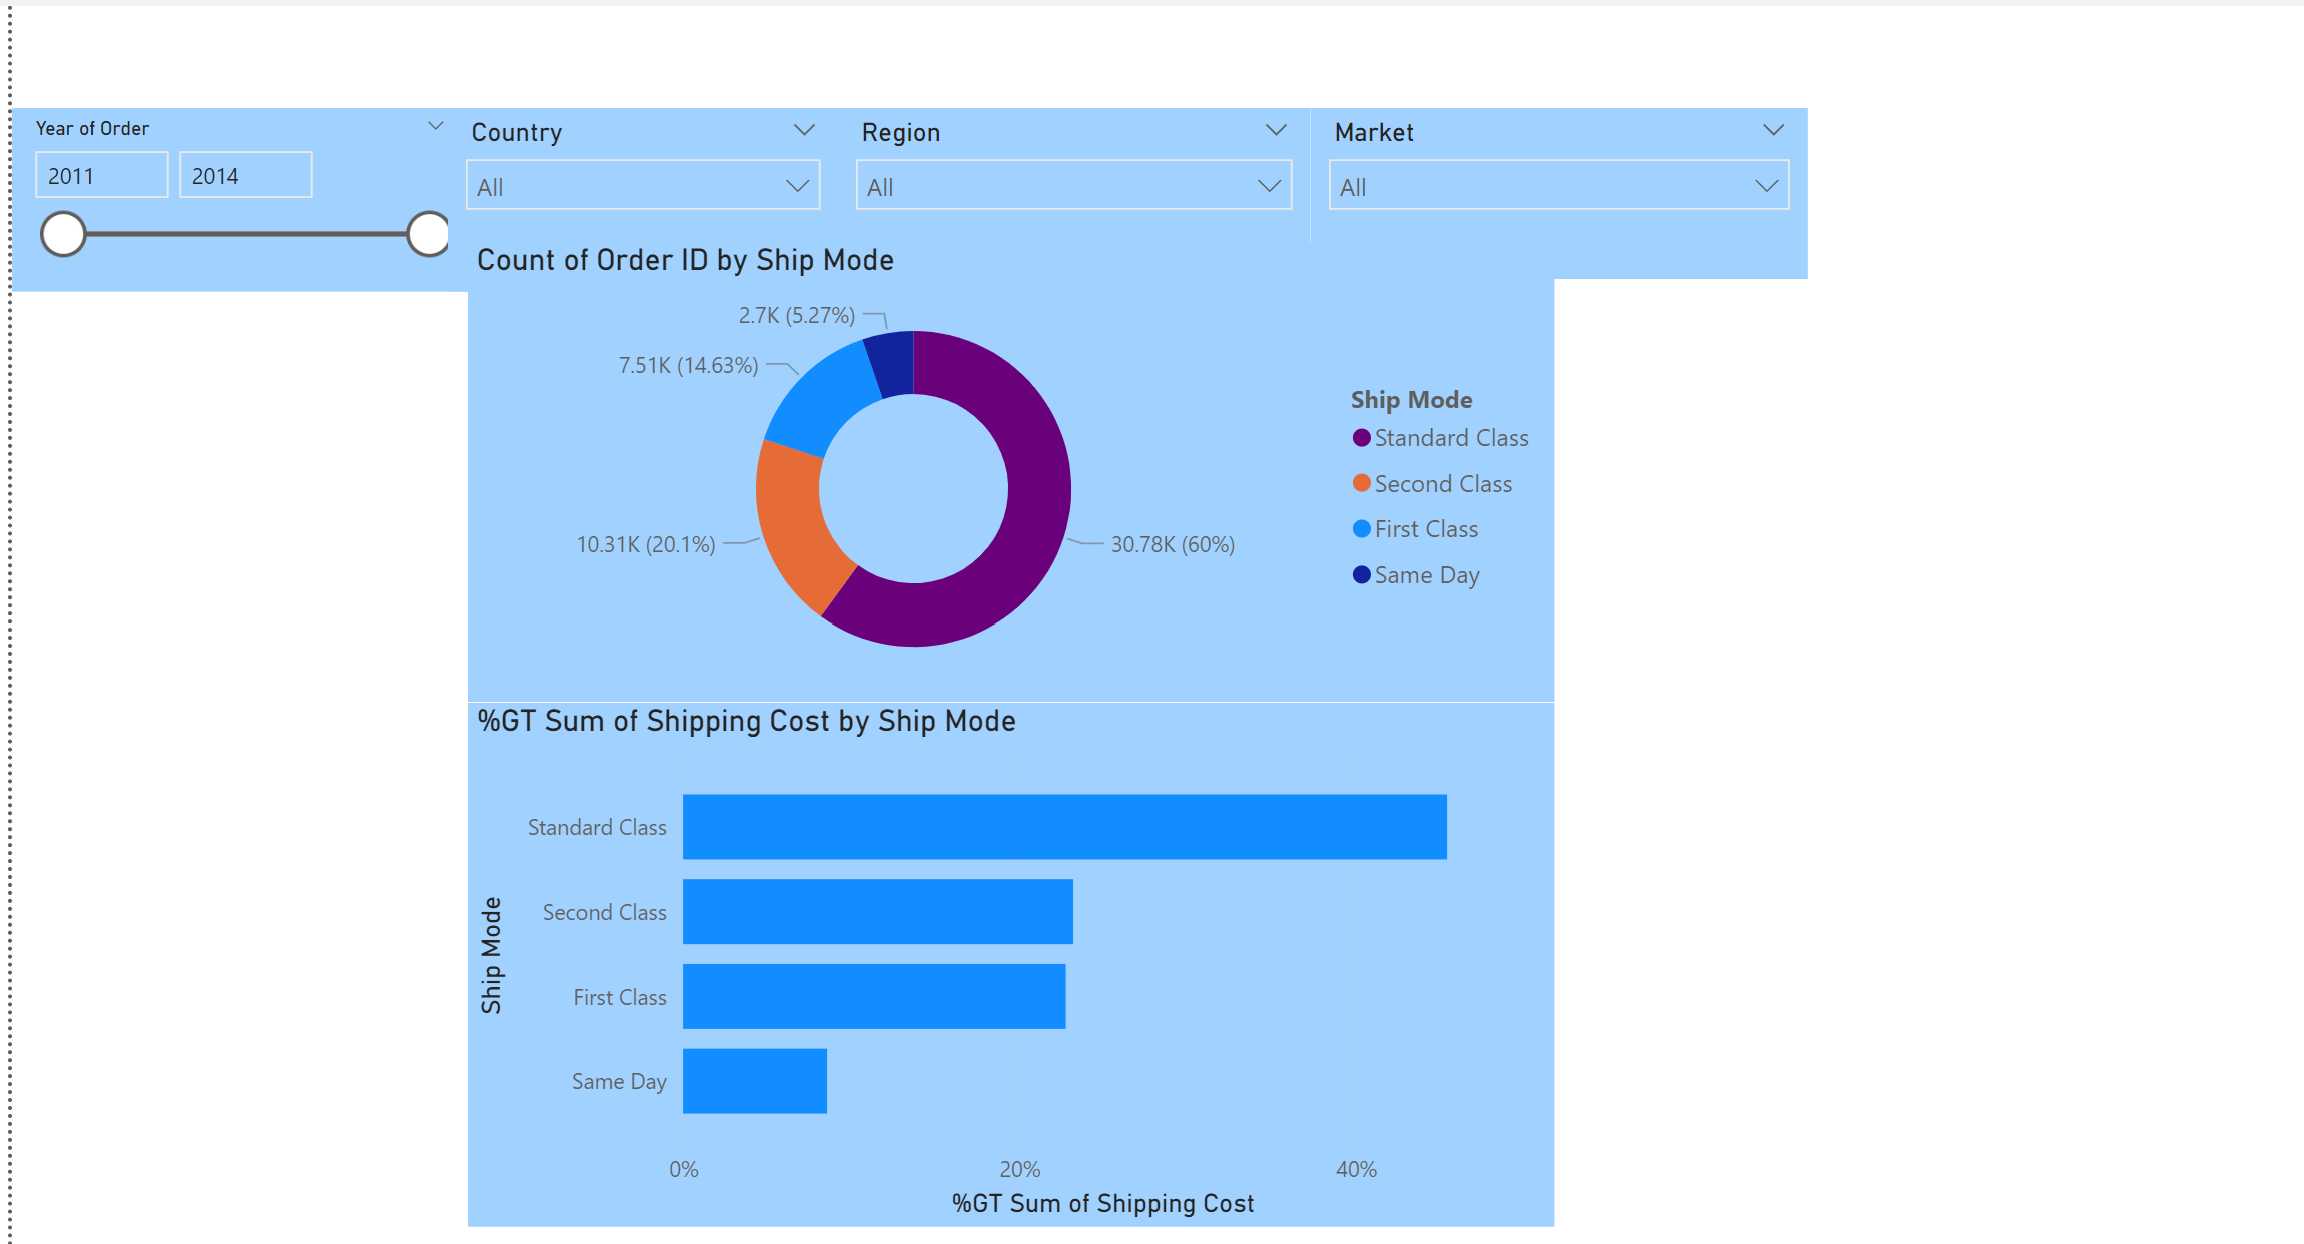 Year of Order
2011
2014
Country
All
Region
All
Market
All
Count of Order ID by Ship Mode
2.7K (5.27%)
7.51K (14.63%)
10.31K (20.1%)
30.78K (60%)
Ship Mode
Standard Class
Second Class
First Class
Same Day
%GT Sum of Shipping Cost by Ship Mode
Ship Mode
Standard Class
Second Class
First Class
Same Day
0%
20%
40%
%GT Sum of Shipping Cost